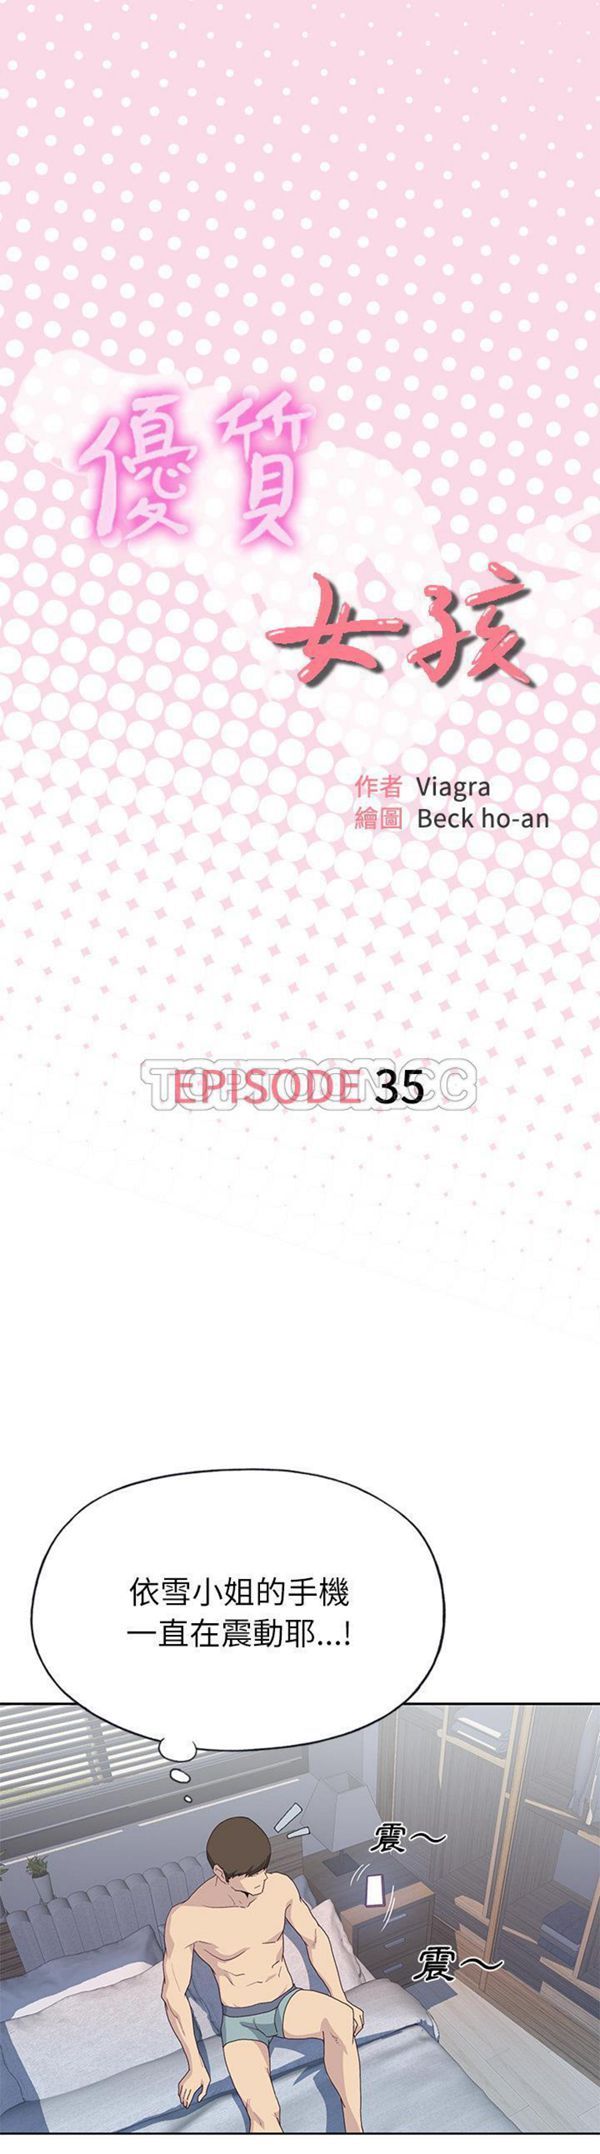 優質
女孩
作者 Viagra
繪圖 Beck ho-an
TOPTOON.CC
EPISODE 35
依雪小姐的手機
一直在震動耶...!
震~
震~